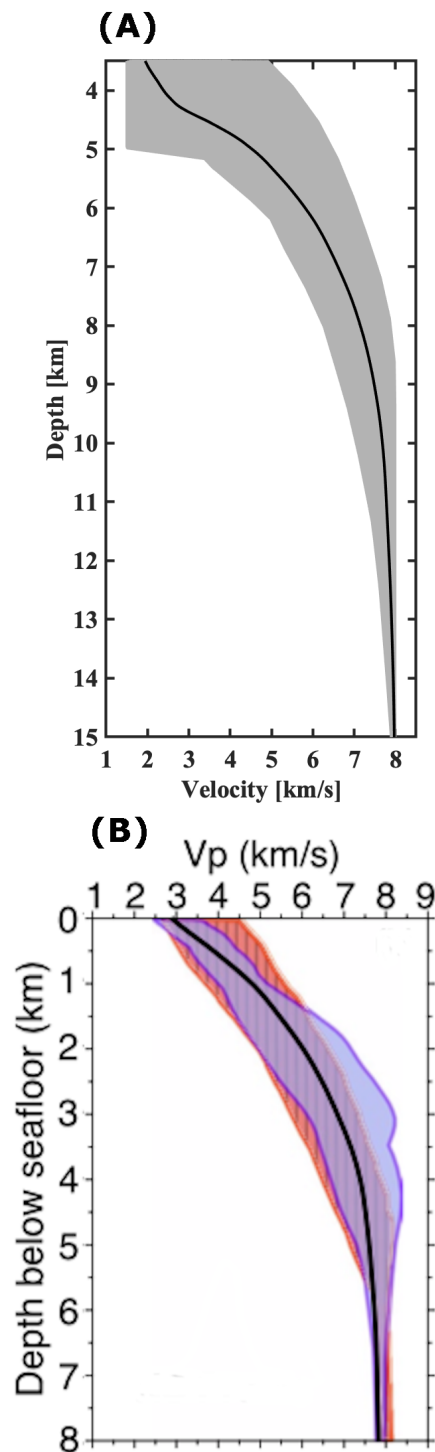 (A)
4
5
6
7
8
9
10
11
12
13
14
15
Depth [km]
1 2 3 4 5 6 7 8
Velocity [km/s]
(B)
Vp (km/s)
1 2 3 4 5 6 7 8 9
0
1
2
3
4
5
6
7
8
Depth below seafloor (km)